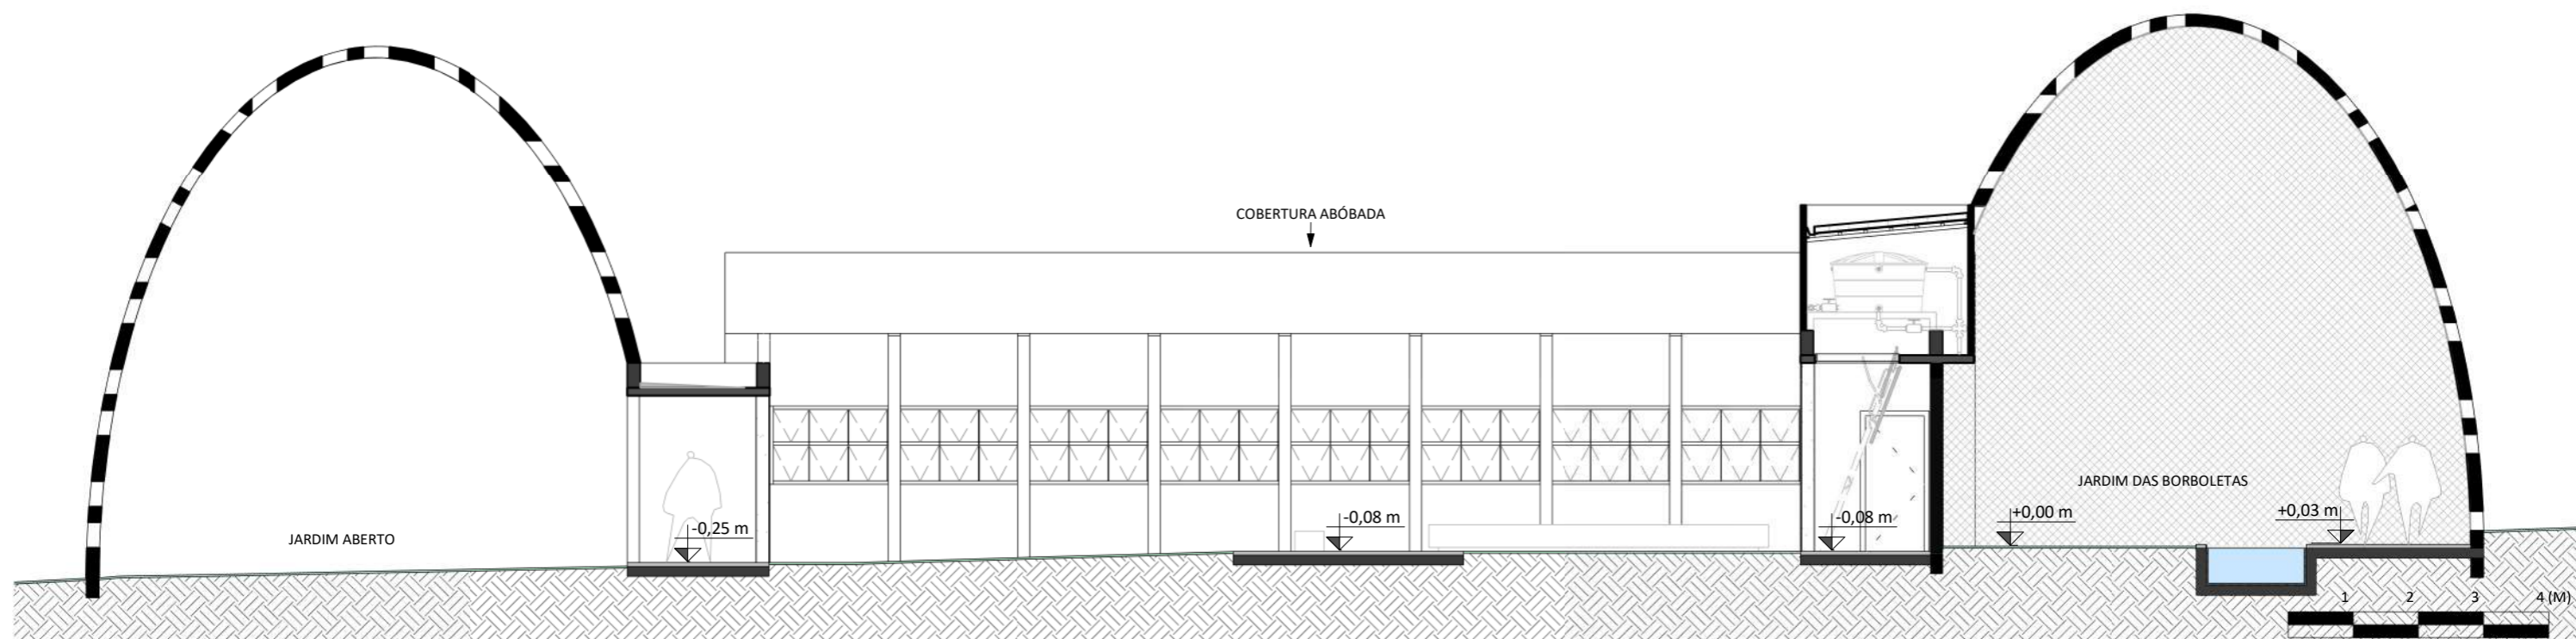 COBERTURA ABÓBADA
JARDIM ABERTO
-0,25 m
-0,08 m
-0,08 m
+0,00 m
JARDIM DAS BORBOLETAS
+0,03 m
1 2 3 4 (M)